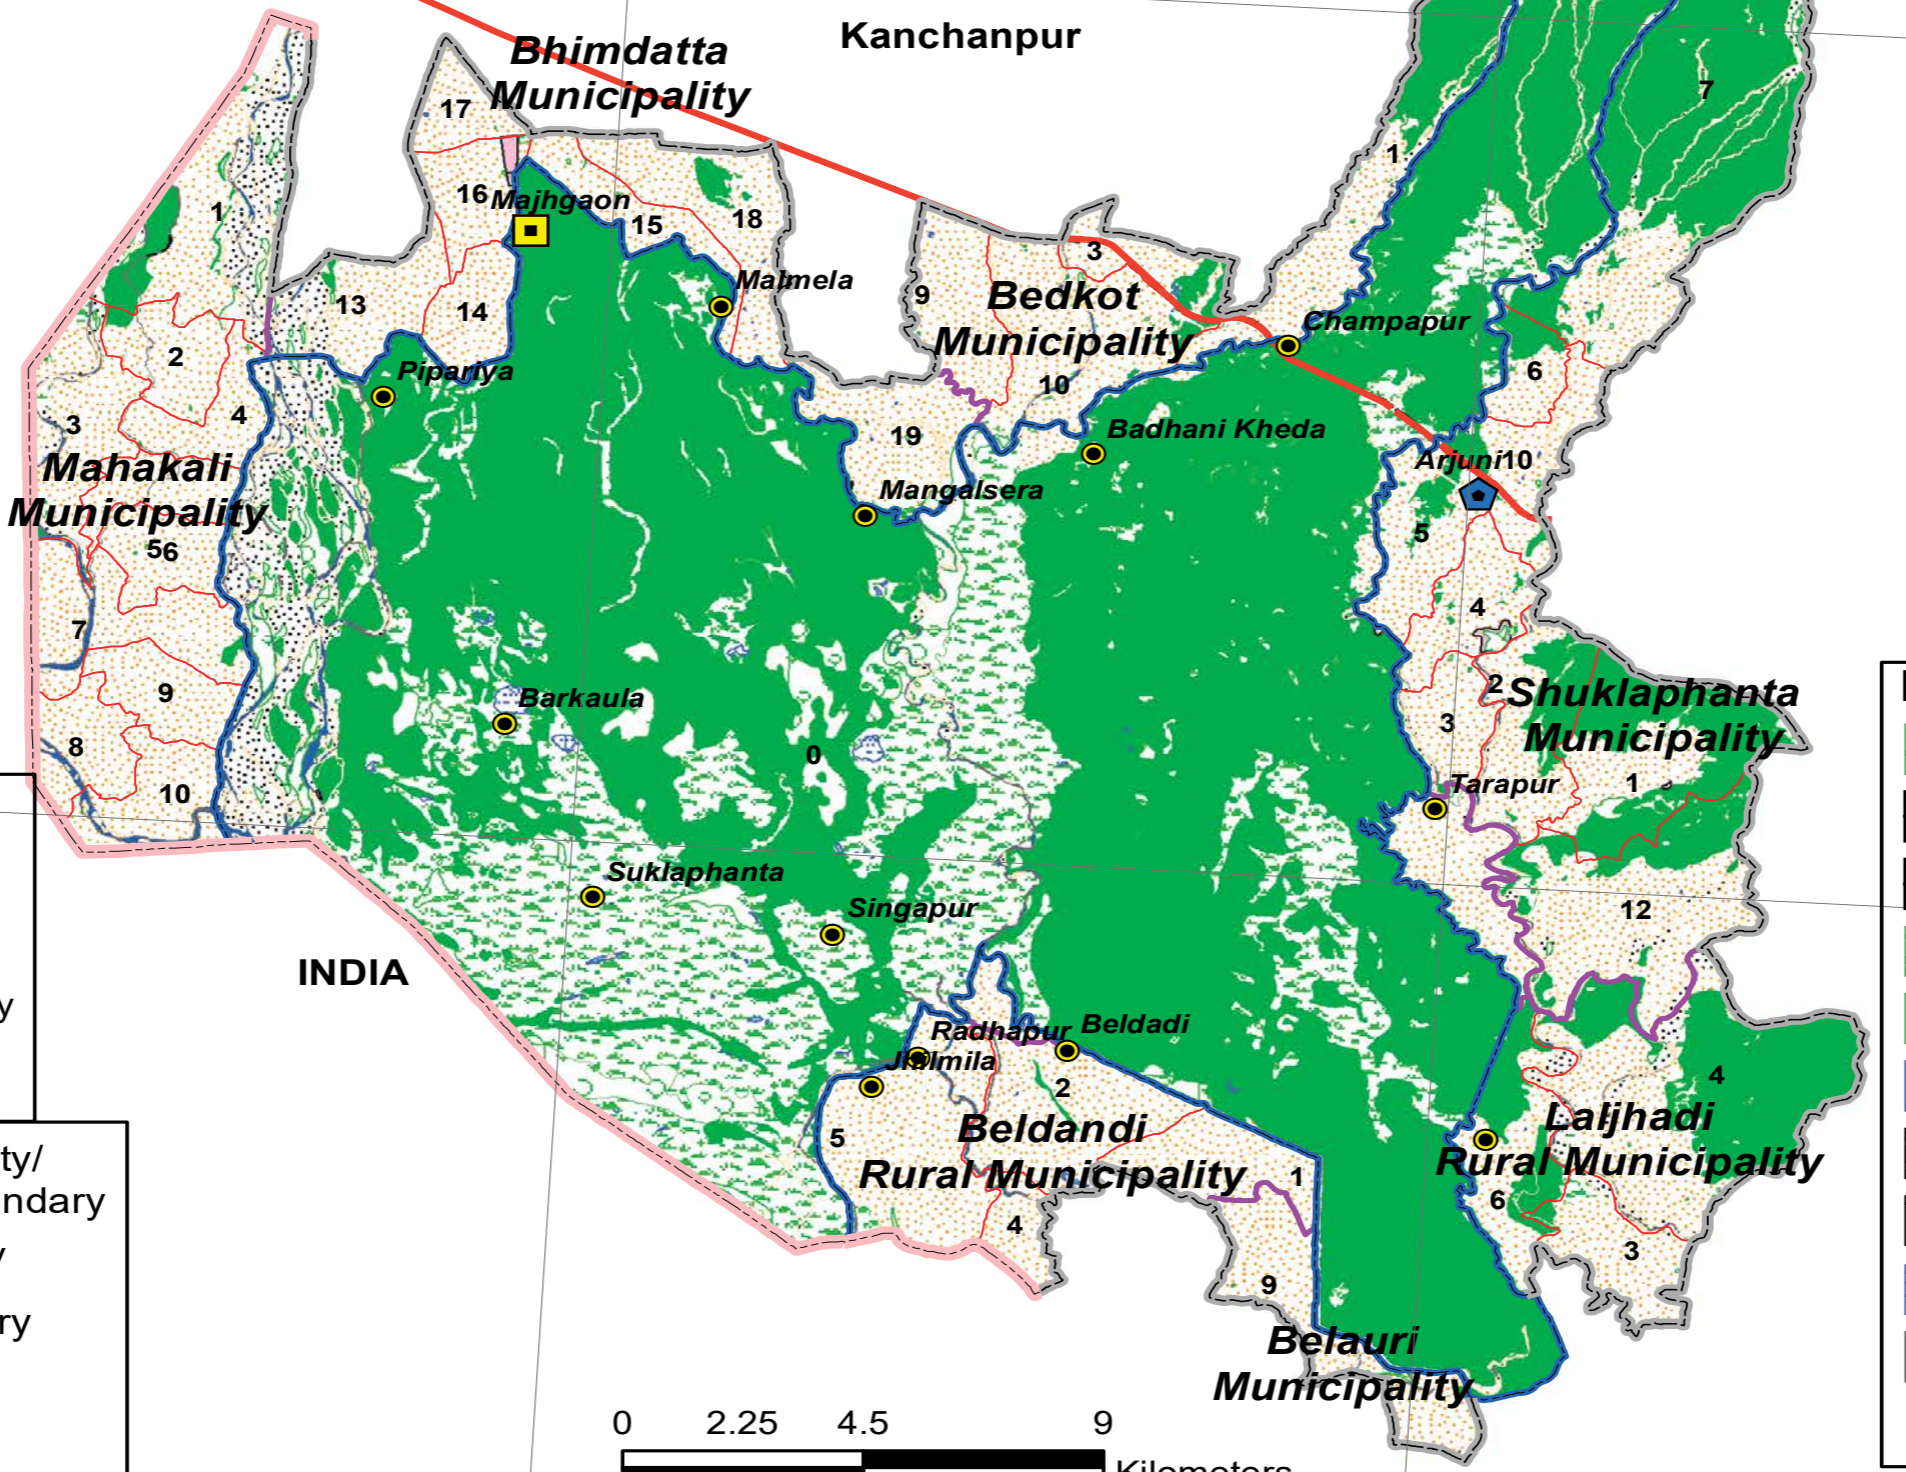 Kanchanpur
Bhimdatta
Municipality
7
17
1
1
16
Majhgaon
15
18
3
9
Bedkot
Municipality
Malmela
13
14
Champapur
2
Pipariya
6
10
3
4
19
Badhani Kheda
Arjuni
10
Mahakali
Municipality
Mangalsera
5
56
4
7
9
Barkaula
2
Shuklaphanta
Municipality
3
8
0
10
Tarapur
1
Suklaphanta
Singapur
12
INDIA
y
Radhapur
Beldadi
Jhilmila
2
4
5
Beldandi
Rural Municipality
Laljhadi
Rural Municipality
5
ty/
ndary
1
6
4
3
9
ry
Belauri
Municipality
0
2.25
4.5
9
Kilometers